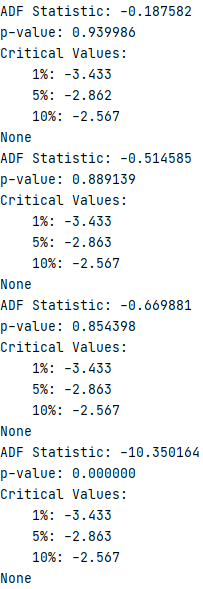 ADF Statistic: -0.187582
p-value: 0.939986
Critical Values:
    1%: -3.433
    5%: -2.862
    10%: -2.567
None
ADF Statistic: -0.514585
p-value: 0.889139
Critical Values:
    1%: -3.433
    5%: -2.863
    10%: -2.567
None
ADF Statistic: -0.669881
p-value: 0.854398
Critical Values:
    1%: -3.433
    5%: -2.863
    10%: -2.567
None
ADF Statistic: -10.350164
p-value: 0.000000
Critical Values:
    1%: -3.433
    5%: -2.863
    10%: -2.567
None